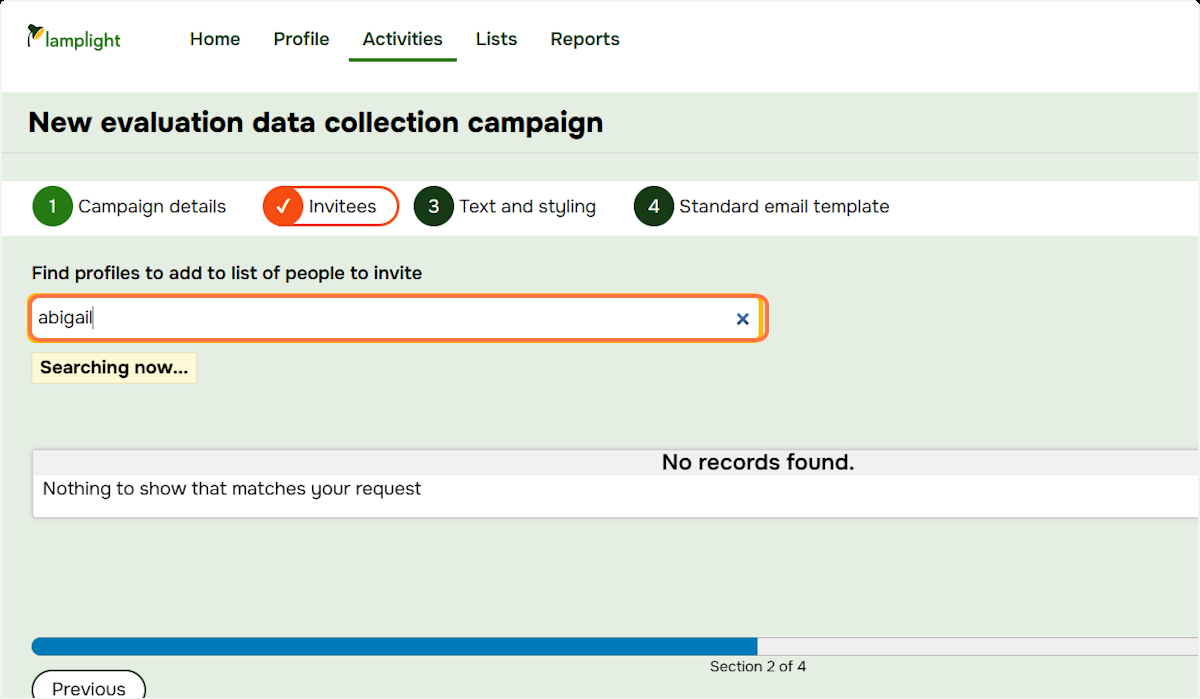 lamplight Home Profile Activities Lists Reports
New evaluation data collection campaign
1 Campaign details ✓ Invitees 3 Text and styling 4 Standard email template
Find profiles to add to list of people to invite
abigail ×
Searching now...
No records found.
Nothing to show that matches your request
Section 2 of 4
Previous